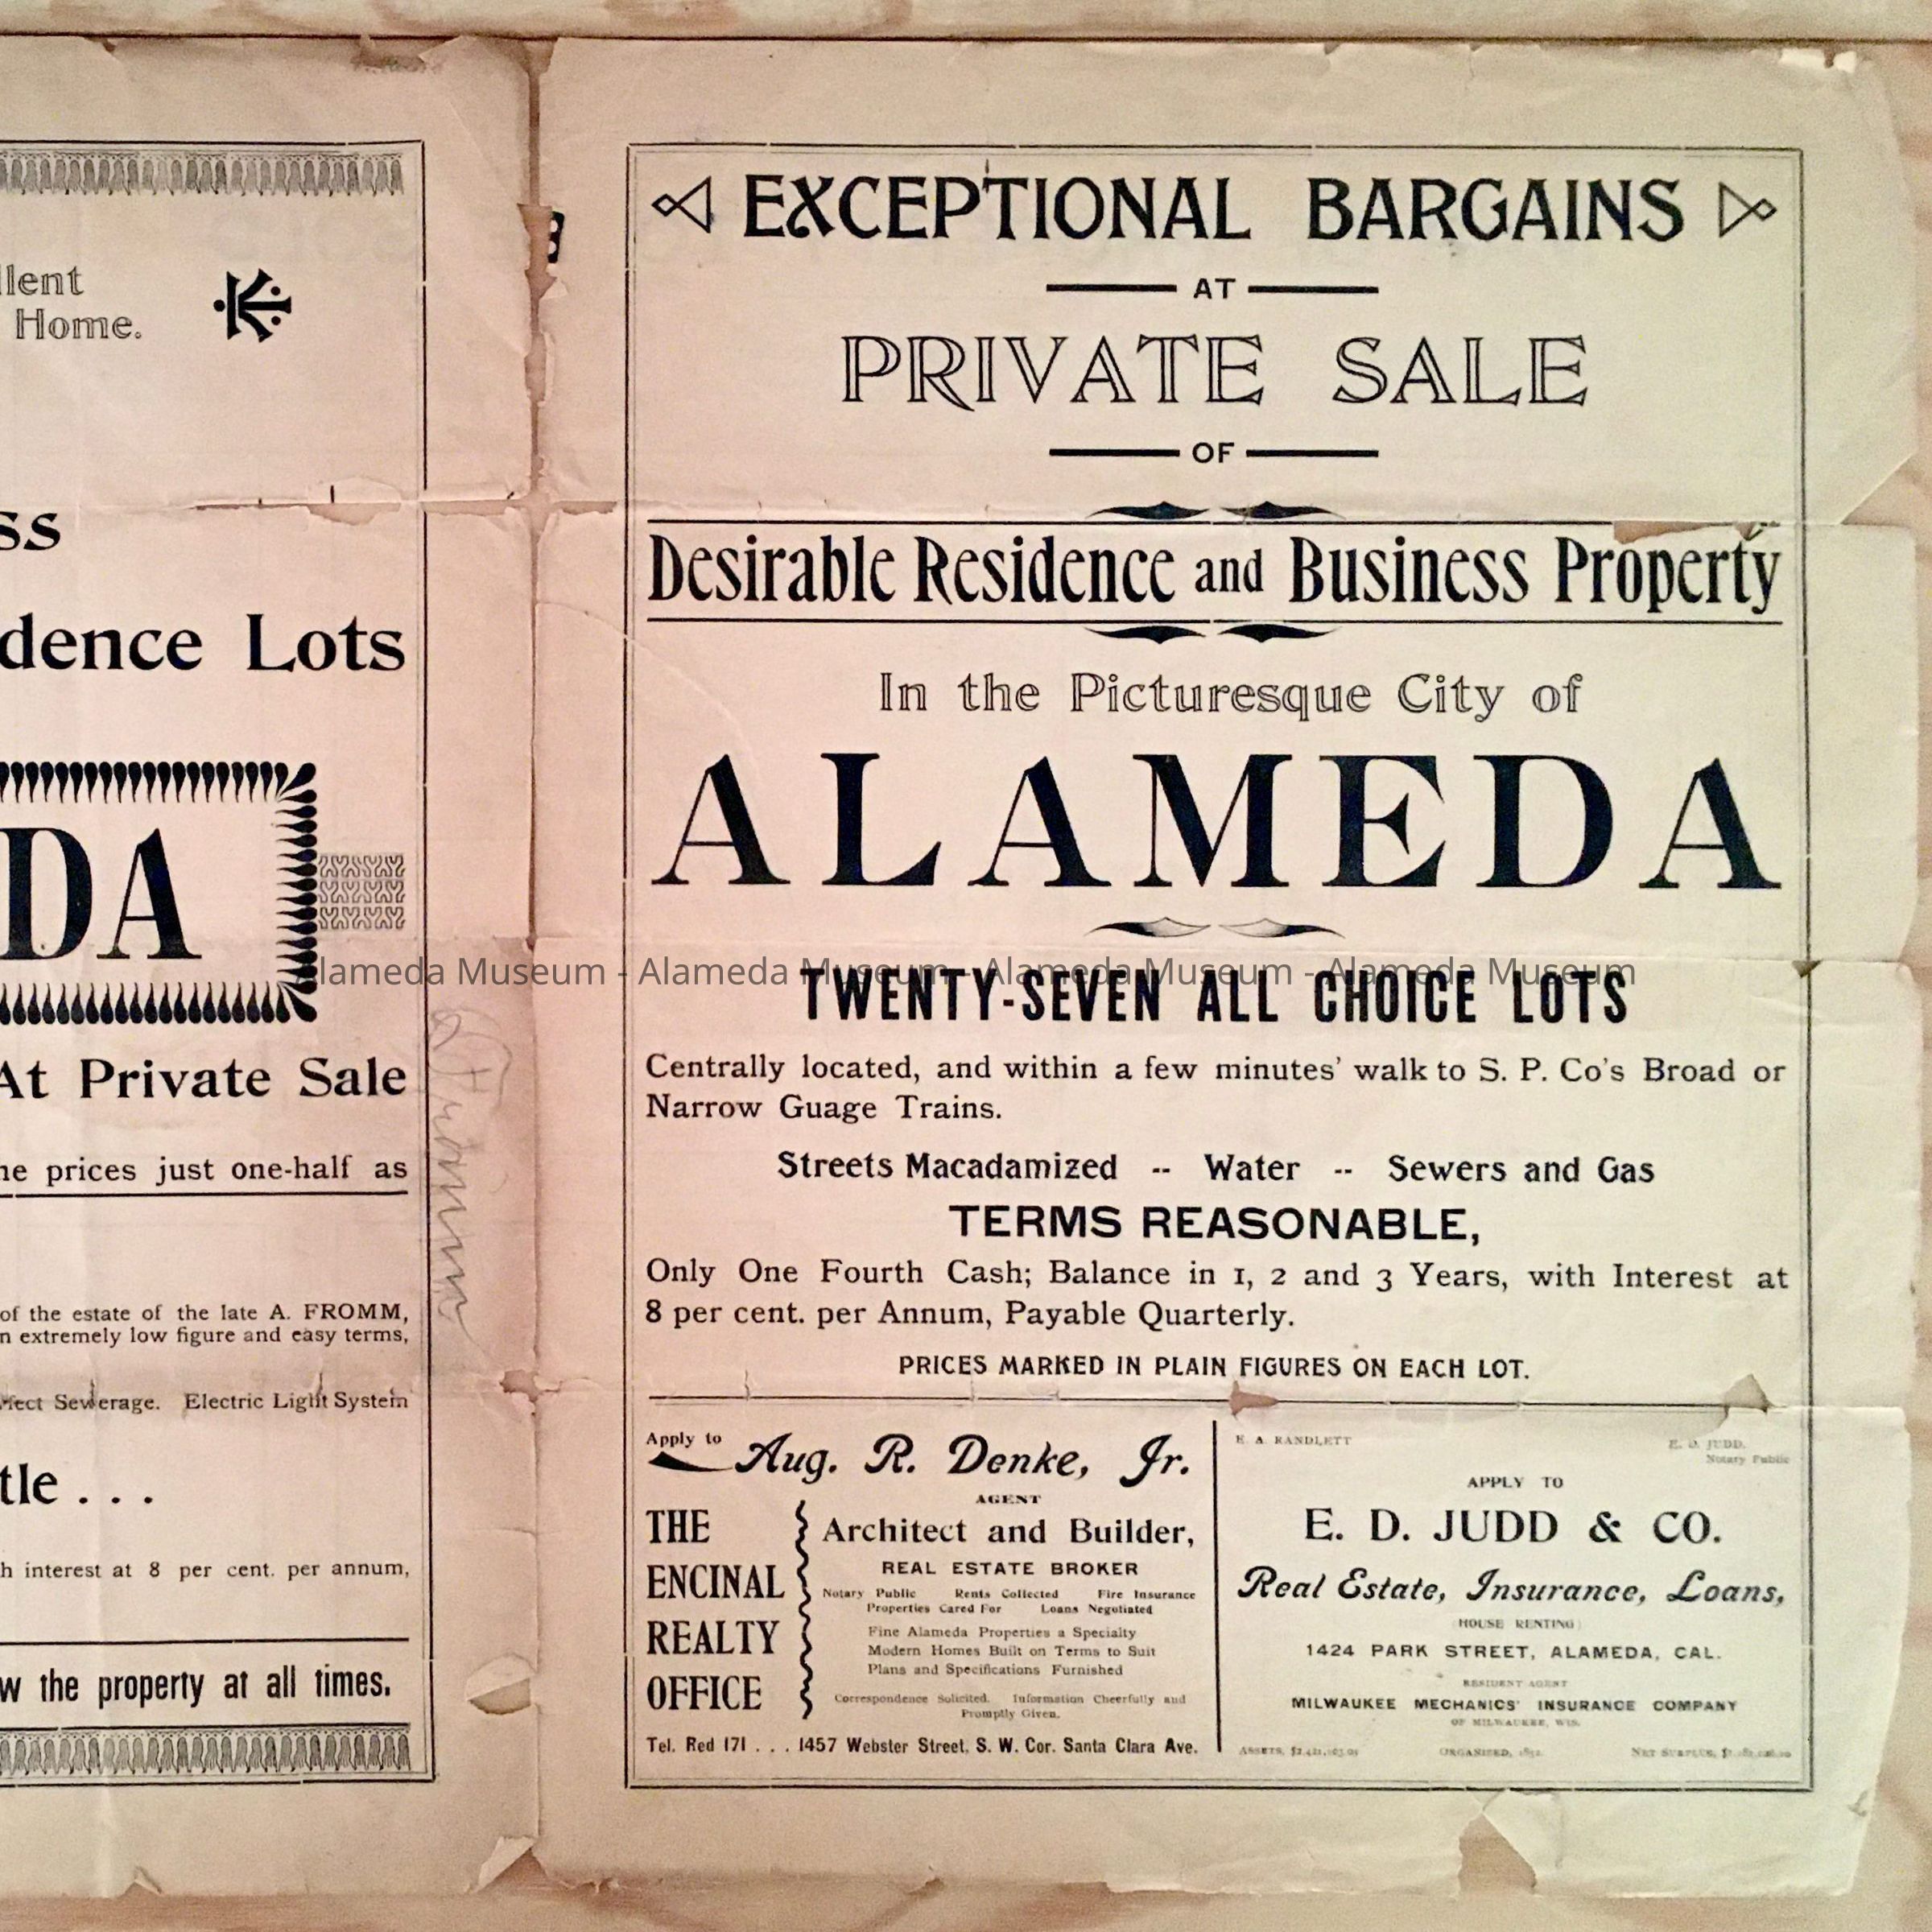 llent
Home.
ss
dence Lots
DA
At Private Sale
he prices just one-half as
of the estate of the late A. FROMM,
n extremely low figure and easy terms,
fect Sewerage. Electric Light System
tle . . .
h interest at 8 per cent. per annum,
w the property at all times.
EXCEPTIONAL BARGAINS
AT
PRIVATE SALE
OF
Desirable Residence and Business Property
In the Picturesque City of
ALAMEDA
Alameda Museum - Alameda Museum - Alameda Museum - Alameda Museum
TWENTY-SEVEN ALL CHOICE LOTS
Centrally located, and within a few minutes' walk to S. P. Co's Broad or
Narrow Guage Trains.
Streets Macadamized -- Water -- Sewers and Gas
TERMS REASONABLE,
Only One Fourth Cash; Balance in 1, 2 and 3 Years, with Interest at
8 per cent. per Annum, Payable Quarterly.
PRICES MARKED IN PLAIN FIGURES ON EACH LOT.
Apply to Aug. R. Denke, Jr.
AGENT
THE
ENCINAL
REALTY
OFFICE
Architect and Builder,
REAL ESTATE BROKER
Notary Public Rents Collected Fire Insurance
Properties Cared For Loans Negotiated
Fine Alameda Properties a Specialty
Modern Homes Built on Terms to Suit
Plans and Specifications Furnished
Correspondence Solicited. Information Cheerfully and
Promptly Given.
Tel. Red 171 . . . 1457 Webster Street, S. W. Cor. Santa Clara Ave.
E. A. RANDLETT
E. D. JUDD.
Notary Public
APPLY TO
E. D. JUDD & CO.
Real Estate, Insurance, Loans,
HOUSE RENTING
1424 PARK STREET, ALAMEDA, CAL.
RESIDENT AGENT
MILWAUKEE MECHANICS' INSURANCE COMPANY
OF MILWAUKEE, WIS.
ASSETS,
ORGANIZED,
NET SURPLUS,